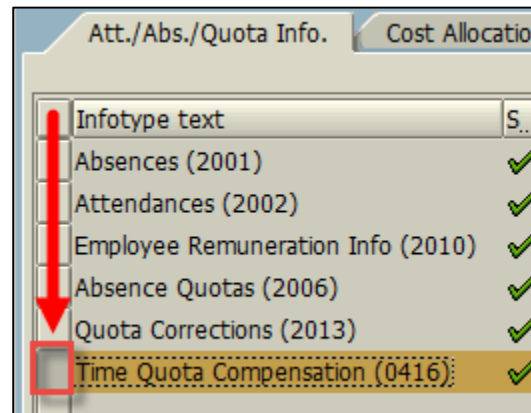 Att./Abs./Quota Info. Cost Allocatio
Infotype text S..
Absences (2001)
Attendances (2002)
Employee Remuneration Info (2010)
Absence Quotas (2006)
Quota Corrections (2013)
Time Quota Compensation (0416)